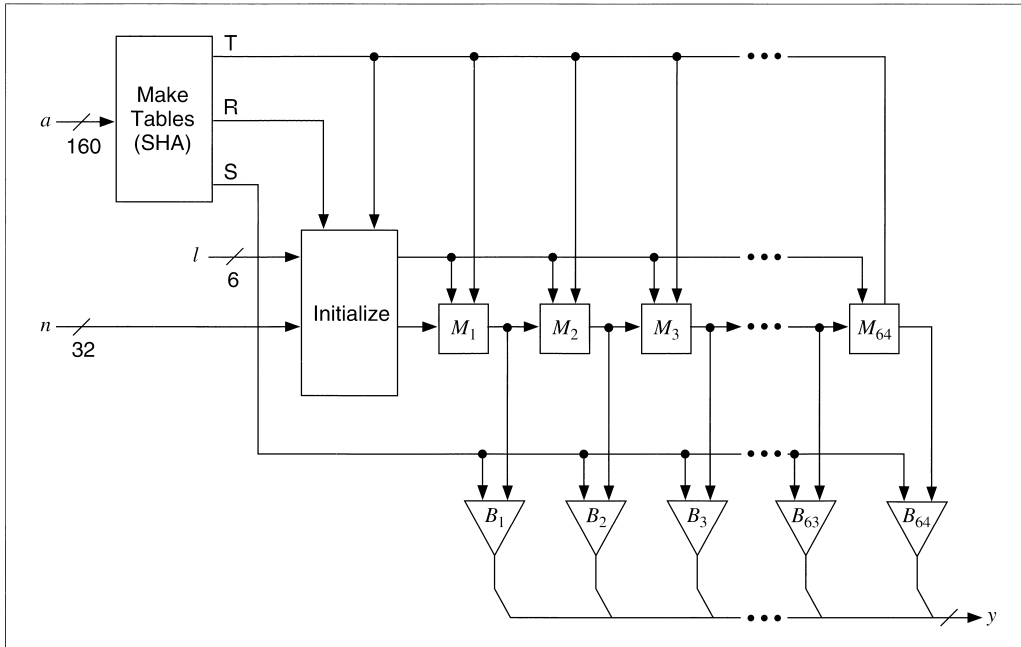 T
Make
Tables
(SHA)
R
a
160
S
l
6
Initialize
n
32
M₁
M₂
M₃
M₆₄
B₁
B₂
B₃
B₆₃
B₆₄
y